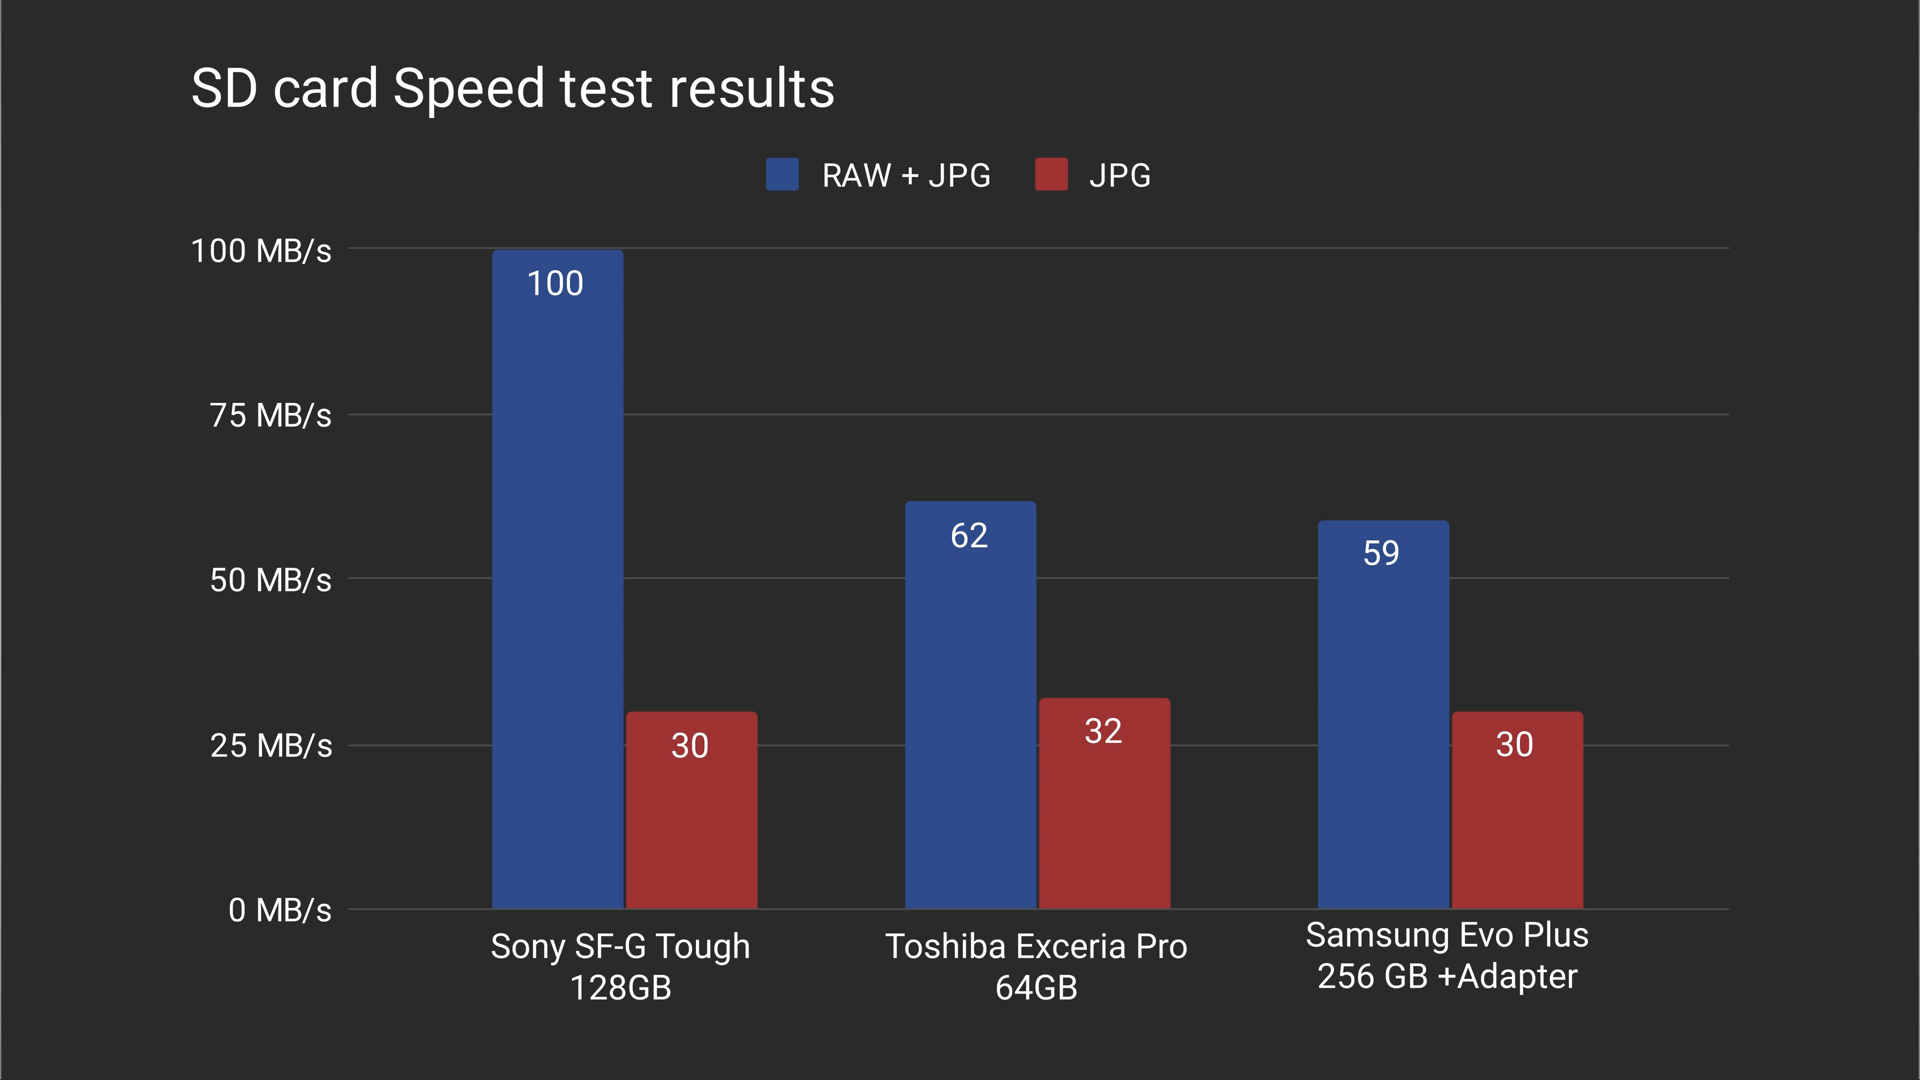 SD card Speed test results
RAW + JPG
JPG
100 MB/s
75 MB/s
50 MB/s
25 MB/s
0 MB/s
100
30
62
32
59
30
Sony SF-G Tough
128GB
Toshiba Exceria Pro
64GB
Samsung Evo Plus
256 GB +Adapter